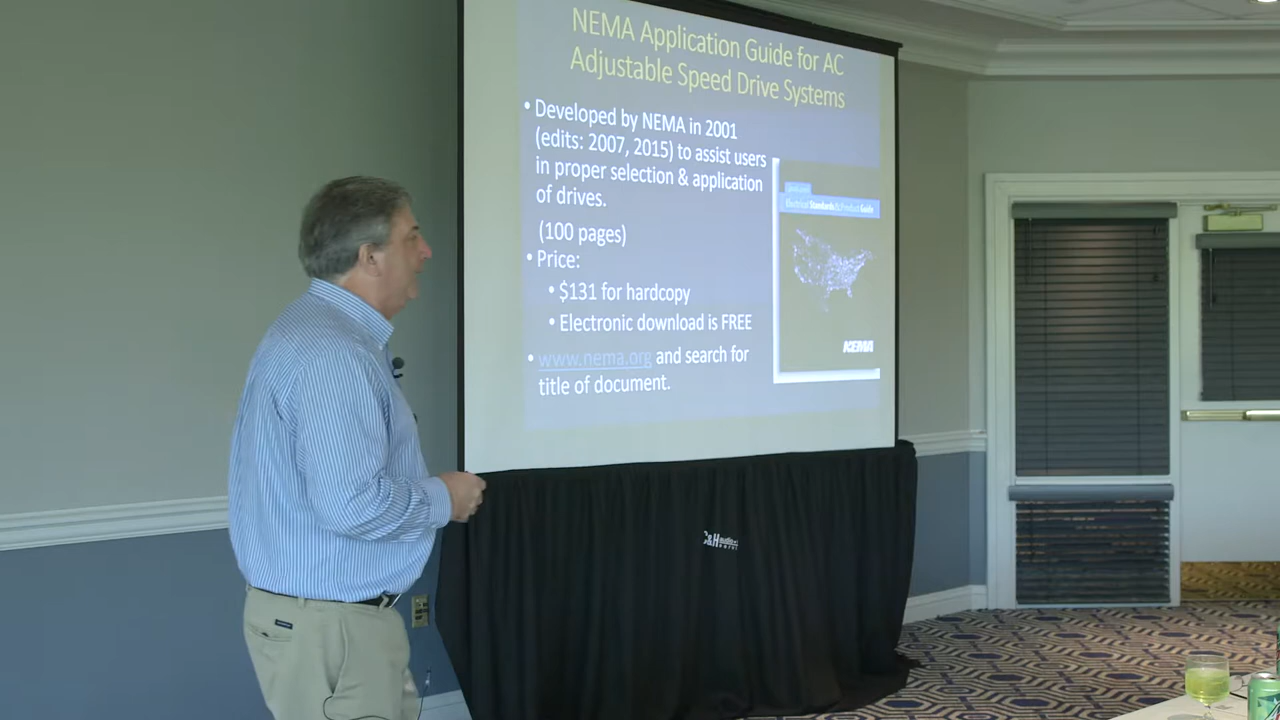 NEMA Application Guide for AC
Adjustable Speed Drive Systems
• Developed by NEMA in 2001
(edits: 2007, 2015) to assist users
in proper selection & application
of drives.
(100 pages)
• Price:
• $131 for hardcopy
• Electronic download is FREE
• www.nema.org and search for
title of document.
Electrical Standards & Product Guide
NEMA